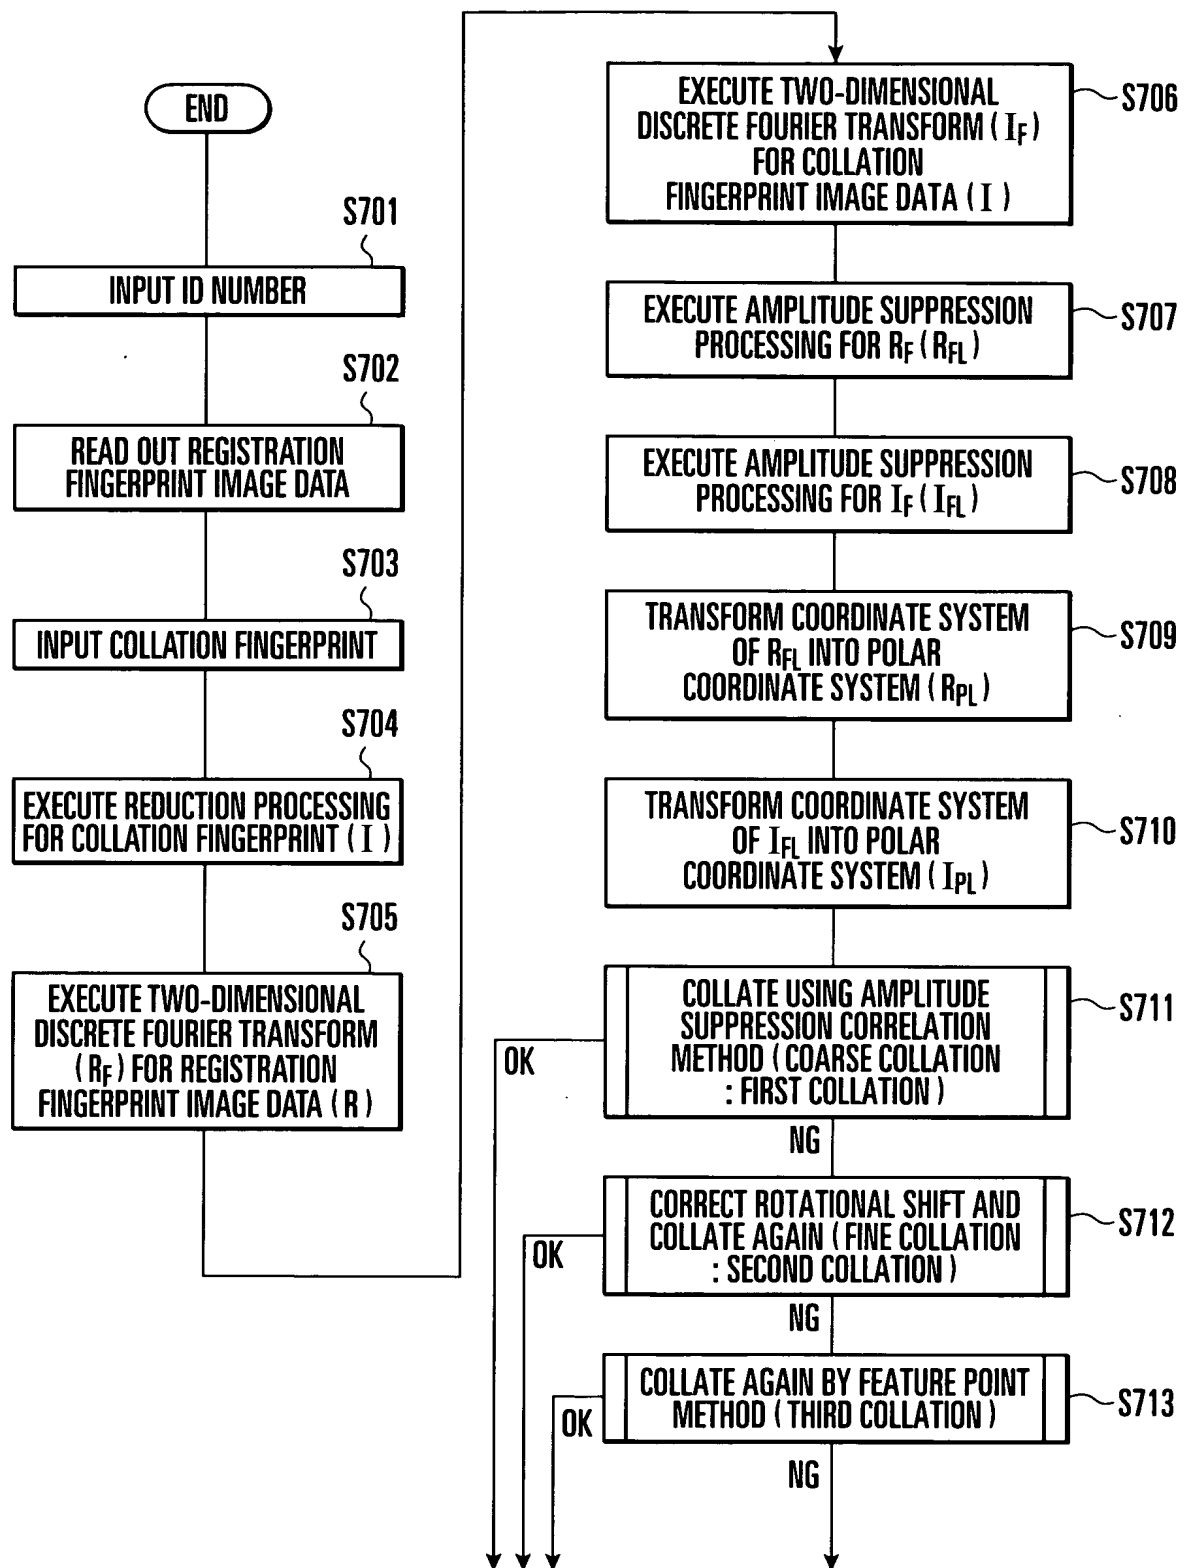 END
S701
INPUT ID NUMBER
S702
READ OUT REGISTRATION
FINGERPRINT IMAGE DATA
S703
INPUT COLLATION FINGERPRINT
S704
EXECUTE REDUCTION PROCESSING
FOR COLLATION FINGERPRINT (I)
S705
EXECUTE TWO-DIMENSIONAL
DISCRETE FOURIER TRANSFORM
(RF) FOR REGISTRATION
FINGERPRINT IMAGE DATA (R)
EXECUTE TWO-DIMENSIONAL
DISCRETE FOURIER TRANSFORM (IF)
FOR COLLATION
FINGERPRINT IMAGE DATA (I)
S706
EXECUTE AMPLITUDE SUPPRESSION
PROCESSING FOR RF (RFL)
S707
EXECUTE AMPLITUDE SUPPRESSION
PROCESSING FOR IF (IFL)
S708
TRANSFORM COORDINATE SYSTEM
OF RFL INTO POLAR
COORDINATE SYSTEM (RPL)
S709
TRANSFORM COORDINATE SYSTEM
OF IFL INTO POLAR
COORDINATE SYSTEM (IPL)
S710
COLLATE USING AMPLITUDE
SUPPRESSION CORRELATION
METHOD (COARSE COLLATION
: FIRST COLLATION)
S711
OK
NG
CORRECT ROTATIONAL SHIFT AND
COLLATE AGAIN (FINE COLLATION
: SECOND COLLATION)
S712
OK
NG
COLLATE AGAIN BY FEATURE POINT
METHOD (THIRD COLLATION)
S713
OK
NG